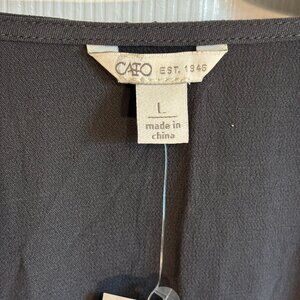 CATO EST. 1946
L
made in
china